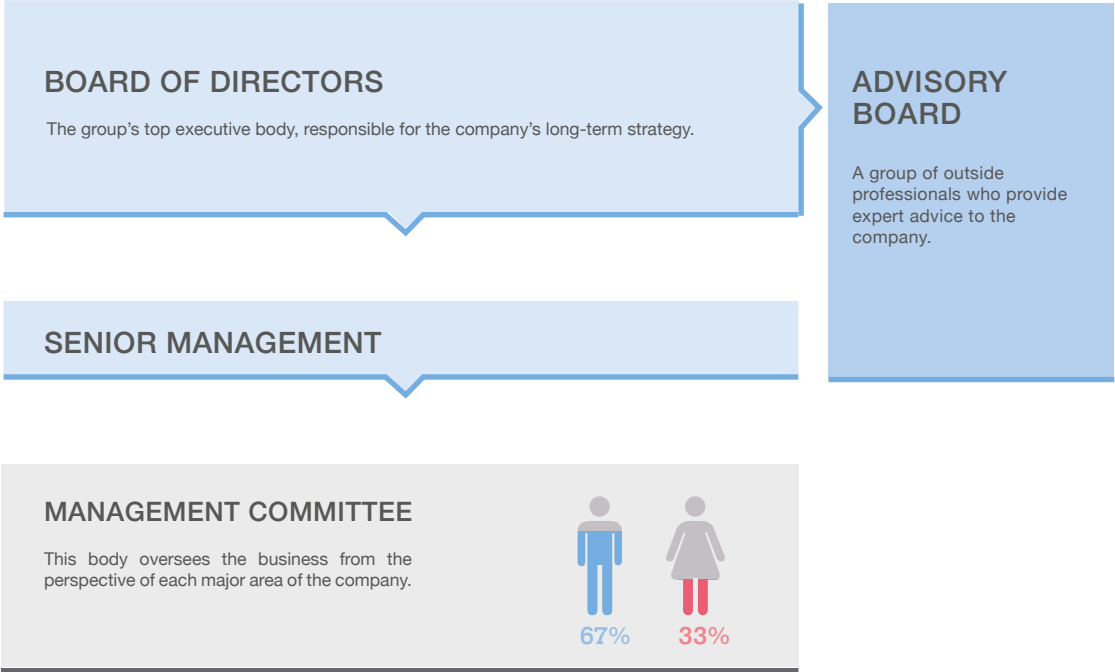 BOARD OF DIRECTORS
The group’s top executive body, responsible for the company’s long-term strategy.
ADVISORY
BOARD
A group of outside
professionals who provide
expert advice to the
company.
SENIOR MANAGEMENT
MANAGEMENT COMMITTEE
This body oversees the business from the
perspective of each major area of the company.
67%
33%